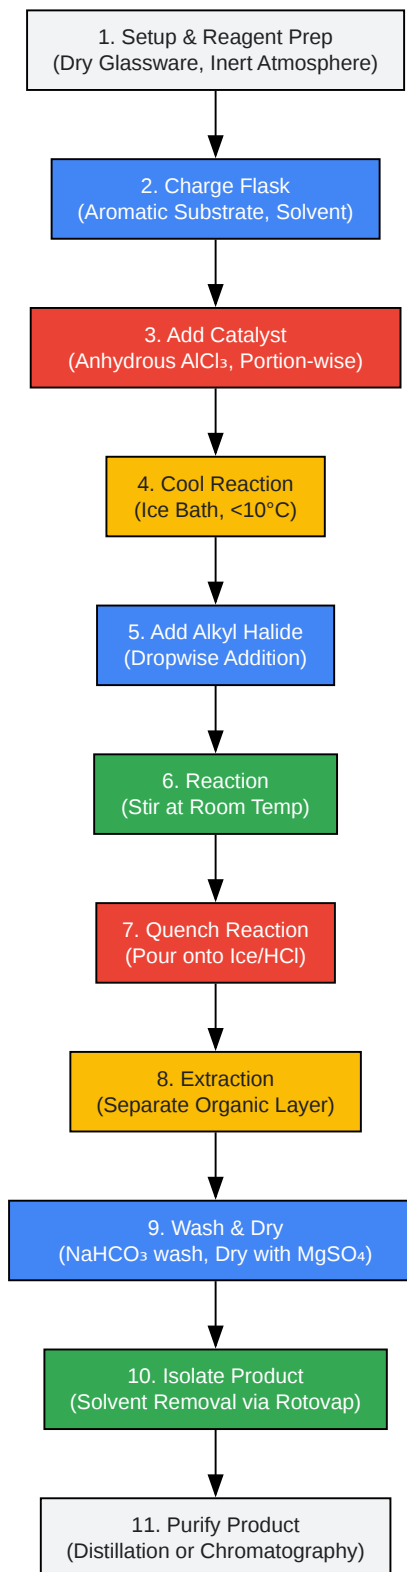 1. Setup & Reagent Prep
(Dry Glassware, Inert Atmosphere)
2. Charge Flask
(Aromatic Substrate, Solvent)
3. Add Catalyst
(Anhydrous AlCl₃, Portion-wise)
4. Cool Reaction
(Ice Bath, <10°C)
5. Add Alkyl Halide
(Dropwise Addition)
6. Reaction
(Stir at Room Temp)
7. Quench Reaction
(Pour onto Ice/HCl)
8. Extraction
(Separate Organic Layer)
9. Wash & Dry
(NaHCO₃ wash, Dry with MgSO₄)
10. Isolate Product
(Solvent Removal via Rotovap)
11. Purify Product
(Distillation or Chromatography)